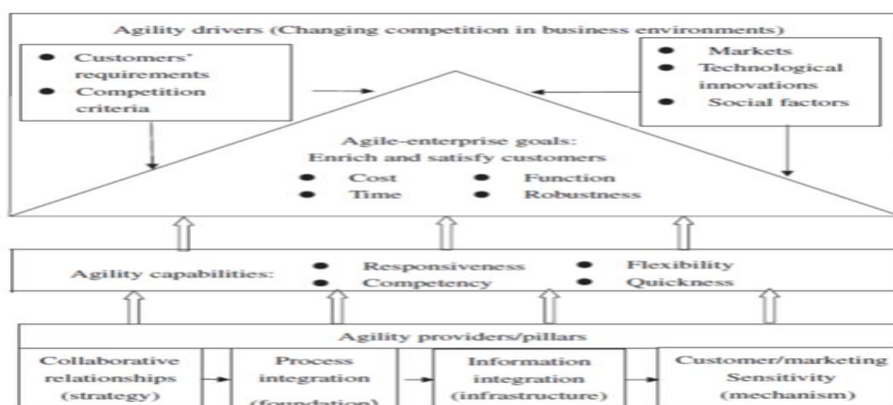 Agility drivers (Changing competition in business environments)
Customers'
requirements
Competition
criteria
Markets
Technological
innovations
Social factors
Agile-enterprise goals:
Enrich and satisfy customers
Cost
Function
Time
Robustness
Agility capabilities:
Responsiveness
Flexibility
Competency
Quickness
Agility providers/pillars
Collaborative
relationships
(strategy)
Process
integration
(foundation)
Information
integration
(infrastructure)
Customer/marketing
Sensitivity
(mechanism)